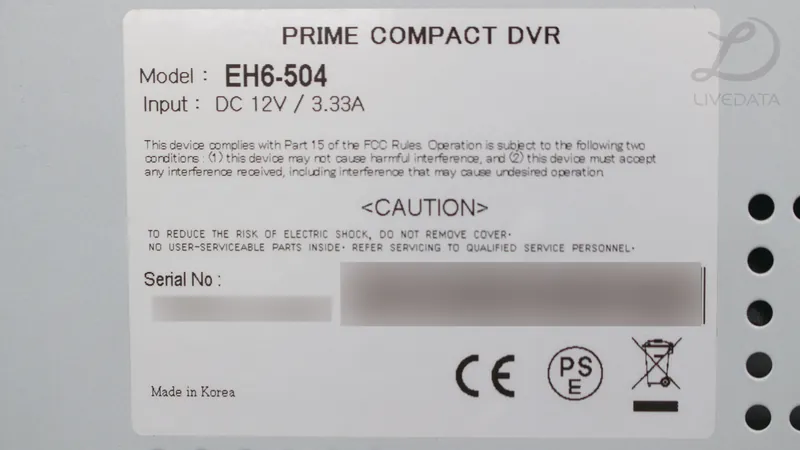 PRIME COMPACT DVR
LIVEDATA
Model : EH6-504
Input : DC 12V / 3.33A
This device complies with Part 15 of the FCC Rules. Operation is subject to the following two
conditions : (1) this device may not cause harmful interference, and (2) this device must accept
any interference received, including interference that may cause undesired operation.
<CAUTION>
TO REDUCE THE RISK OF ELECTRIC SHOCK, DO NOT REMOVE COVER.
NO USER-SERVICEABLE PARTS INSIDE. REFER SERVICING TO QUALIFIED SERVICE PERSONNEL.
Serial No :
CE
PS
E
Made in Korea